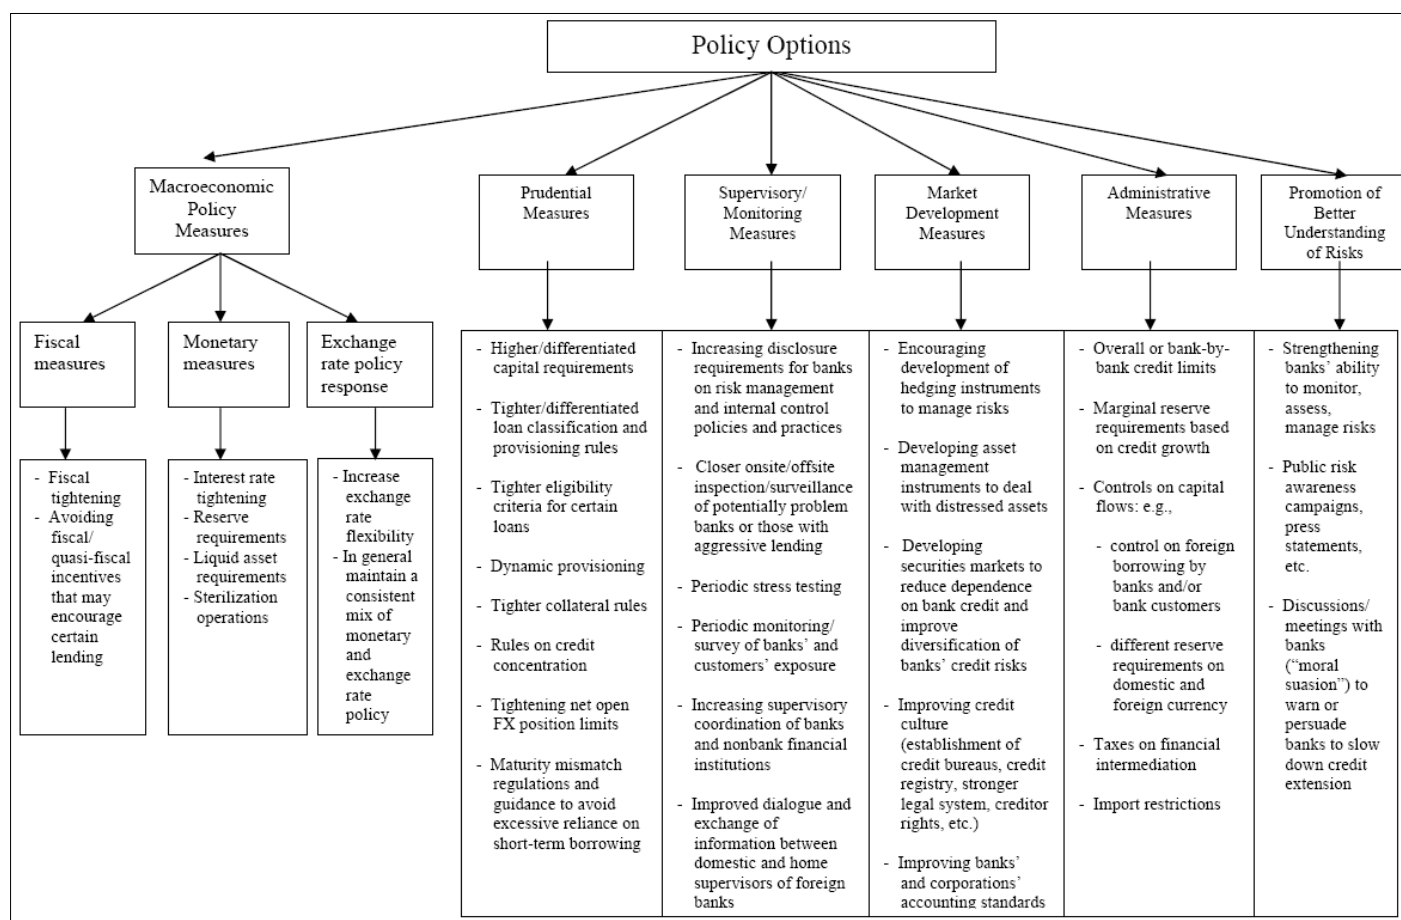 Policy Options
Macroeconomic
Policy
Measures
Prudential
Measures
Supervisory/
Monitoring
Measures
Market
Development
Measures
Administrative
Measures
Promotion of
Better
Understanding
of Risks
Fiscal
measures
Monetary
measures
Exchange
rate policy
response
- Fiscal
tightening
- Avoiding
fiscal/
quasi-fiscal
incentives
that may
encourage
certain
lending
- Interest rate
tightening
- Reserve
requirements
- Liquid asset
requirements
- Sterilization
operations
- Increase
exchange
rate
flexibility
- In general
maintain a
consistent
mix of
monetary
and
exchange
rate
policy
- Higher/differentiated
capital requirements
- Tighter/differentiated
loan classification and
provisioning rules
- Tighter eligibility
criteria for certain
loans
- Dynamic provisioning
- Tighter collateral rules
- Rules on credit
concentration
- Tightening net open
FX position limits
- Maturity mismatch
regulations and
guidance to avoid
excessive reliance on
short-term borrowing
- Increasing disclosure
requirements for banks
on risk management
and internal control
policies and practices
- Closer onsite/offsite
inspection/surveillance
of potentially problem
banks or those with
aggressive lending
- Periodic stress testing
- Periodic monitoring/
survey of banks’ and
customers’ exposure
- Increasing supervisory
coordination of banks
and nonbank financial
institutions
- Improved dialogue and
exchange of
information between
domestic and home
supervisors of foreign
banks
- Encouraging
development of
hedging instruments
to manage risks
- Developing asset
management
instruments to deal
with distressed assets
- Developing
securities markets to
reduce dependence
on bank credit and
improve
diversification of
banks’ credit risks
- Improving credit
culture
(establishment of
credit bureaus, credit
registry, stronger
legal system, creditor
rights, etc.)
- Improving banks’
and corporations’
accounting standards
- Overall or bank-by-
bank credit limits
- Marginal reserve
requirements based
on credit growth
- Controls on capital
flows: e.g.,
- control on foreign
borrowing by
banks and/or
bank customers
- different reserve
requirements on
domestic and
foreign currency
- Taxes on financial
intermediation
- Import restrictions
- Strengthening
banks’ ability
to monitor,
assess,
manage risks
- Public risk
awareness
campaigns,
press
statements,
etc.
- Discussions/
meetings with
banks
(“moral
suasion”) to
warn or
persuade
banks to slow
down credit
extension